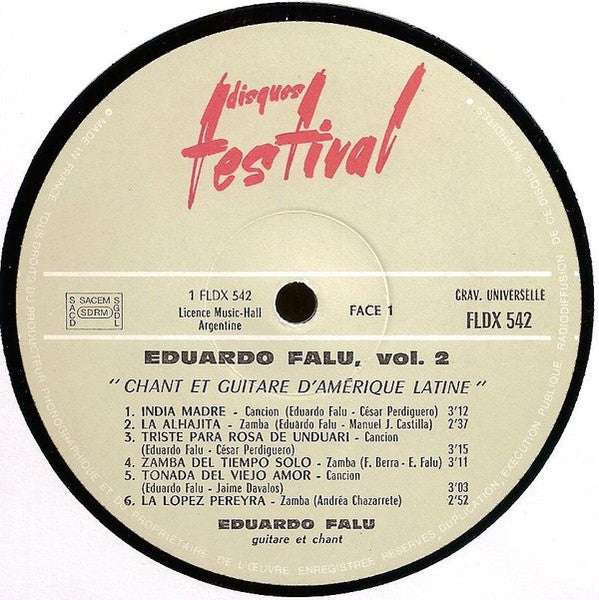 disques
festival
MADE IN FRANCE TOUS DROITS DU PRODUCTEUR PHONOGRAPHIQUE ET DU PROPRIETAIRE DE L'ŒUVRE ENREGISTRÉE RÉSERVÉS, DUPLICATION, EXÉCUTION PUBLIQUE RADIODIFFUSION DE CE DISQUE INTERDITES
SACD
SACEM
SDRM
SGDL
1 FLDX 542
Licence Music-Hall
Argentine
FACE 1
GRAV. UNIVERSELLE
FLDX 542
EDUARDO FALU, vol. 2
"CHANT ET GUITARE D'AMÉRIQUE LATINE"
1. INDIA MADRE - Cancion (Eduardo Falu - César Perdiguero) 3'12
2. LA ALHAJITA - Zamba (Eduardo Falu - Manuel J. Castilla) 2'37
3. TRISTE PARA ROSA DE UNDUARI - Cancion
(Eduardo Falu - César Perdiguero) 3'15
4. ZAMBA DEL TIEMPO SOLO - Zamba (F. Berra - E. Falu) 3'11
5. TONADA DEL VIEJO AMOR - Cancion
(Eduardo Falu - Jaime Davalos) 3'03
6. LA LOPEZ PEREYRA - Zamba (Andréa Chazarrete) 2'52
EDUARDO FALU
guitare et chant